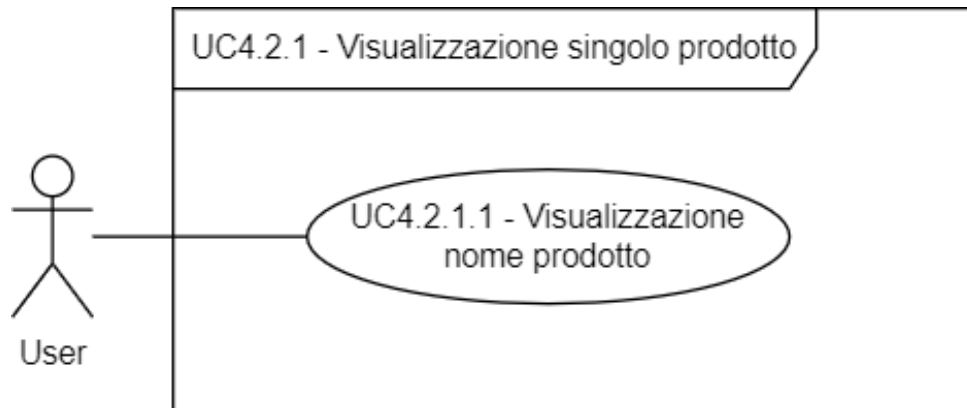 UC4.2.1 - Visualizzazione singolo prodotto
UC4.2.1.1 - Visualizzazione
nome prodotto
User